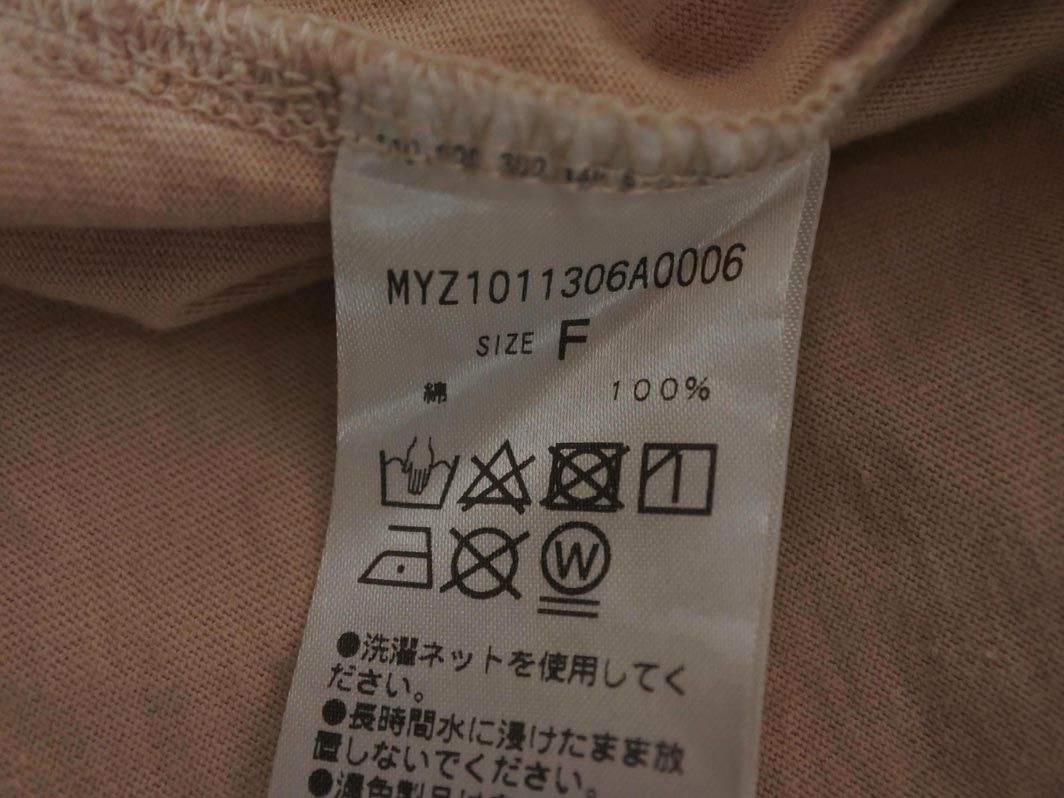 MYZ1011306A0006
SIZE F
綿 100%
W
●洗濯ネットを使用してく
ださい。
●長時間水に浸けたまま放
置しないでください。